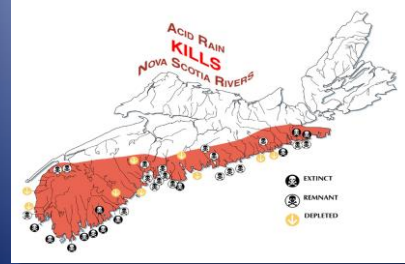 ACID RAIN
KILLS
NOVA SCOTIA RIVERS
EXTINCT
REMNANT
DEPLETED